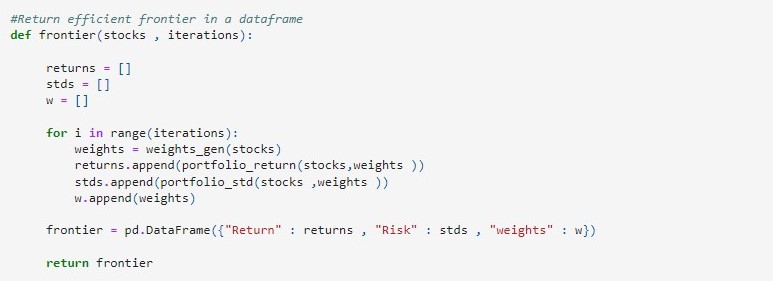 #Return efficient frontier in a dataframe
def frontier(stocks , iterations):
returns = []
stds = []
w = []
for i in range(iterations):
weights = weights_gen(stocks)
returns.append(portfolio_return(stocks,weights ))
stds.append(portfolio_std(stocks ,weights ))
w.append(weights)
frontier = pd.DataFrame({"Return" : returns , "Risk" : stds , "weights" : w})
return frontier